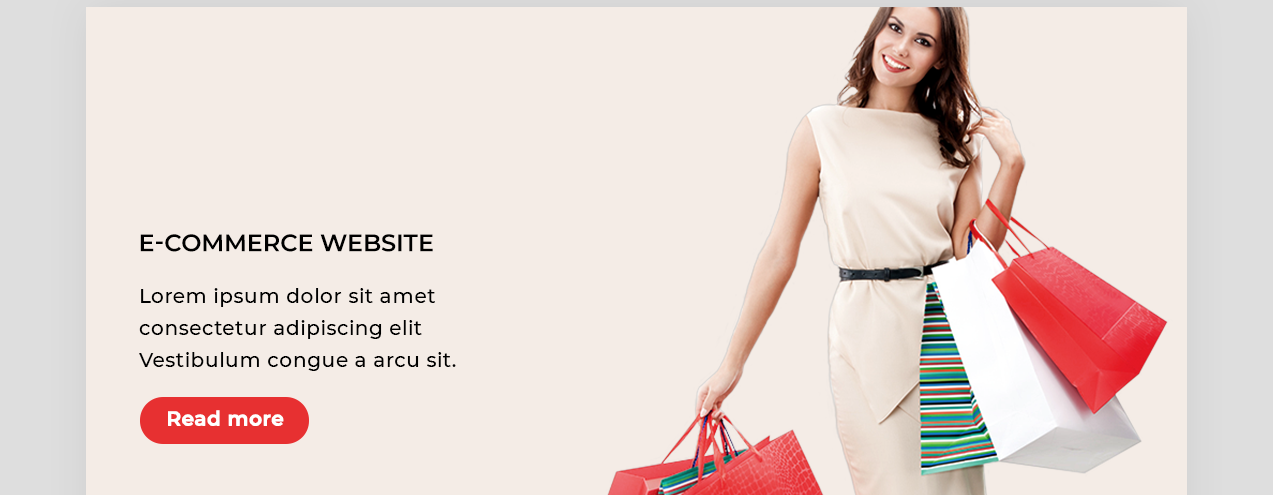 E-COMMERCE WEBSITE
Lorem ipsum dolor sit amet
consectetur adipiscing elit
Vestibulum congue a arcu sit.
Read more